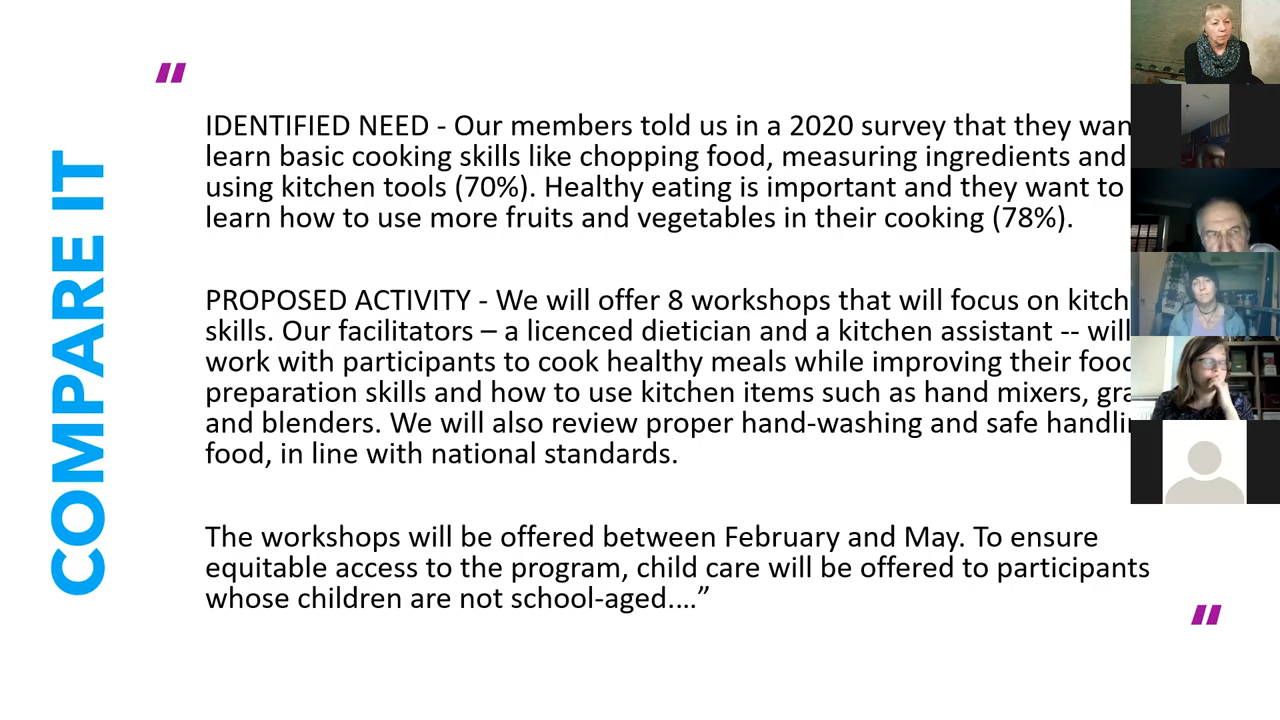 COMPARE IT
"
IDENTIFIED NEED - Our members told us in a 2020 survey that they
learn basic cooking skills like chopping food, measuring ingredients and
using kitchen tools (70%). Healthy eating is important and they want to
learn how to use more fruits and vegetables in their cooking (78%).
PROPOSED ACTIVITY - We will offer 8 workshops that will focus on
skills. Our facilitators – a licenced dietician and a kitchen assistant -- will
work with participants to cook healthy meals while improving their food
preparation skills and how to use kitchen items such as hand mixers,
and blenders. We will also review proper hand-washing and safe
food, in line with national standards.
The workshops will be offered between February and May. To ensure
equitable access to the program, child care will be offered to participants
whose children are not school-aged.…”
"